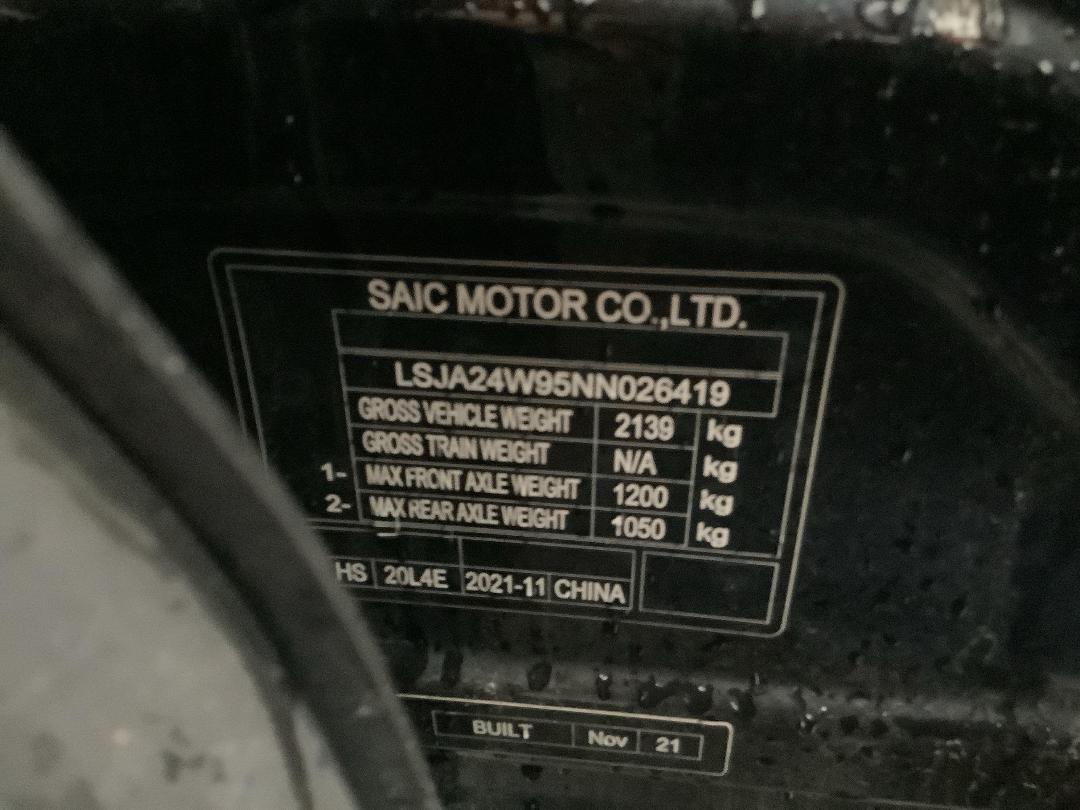 SAIC MOTOR CO.,LTD.
LSJA24W95NN026419
GROSS VEHICLE WEIGHT 2139 kg
GROSS TRAIN WEIGHT N/A kg
1- MAX FRONT AXLE WEIGHT 1200 kg
2- MAX REAR AXLE WEIGHT 1050 kg
HS 20L4E 2021-11 CHINA
BUILT Nov 21